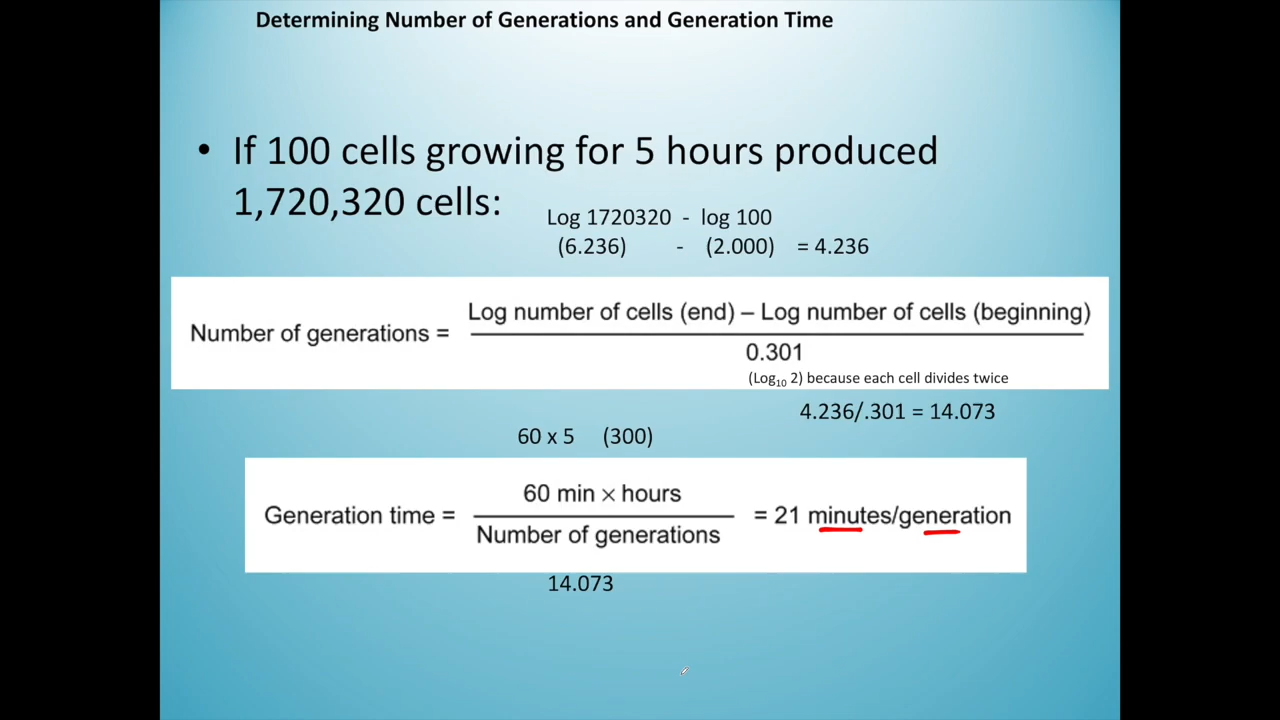 Determining Number of Generations and Generation Time
• If 100 cells growing for 5 hours produced
1,720,320 cells:
Log 1720320 - log 100
(6.236) - (2.000) = 4.236
Log number of cells (end) – Log number of cells (beginning)
Number of generations =
0.301
(Log10 2) because each cell divides twice
4.236/.301 = 14.073
60 x 5 (300)
60 min × hours
Generation time = = 21 minutes/generation
Number of generations
14.073